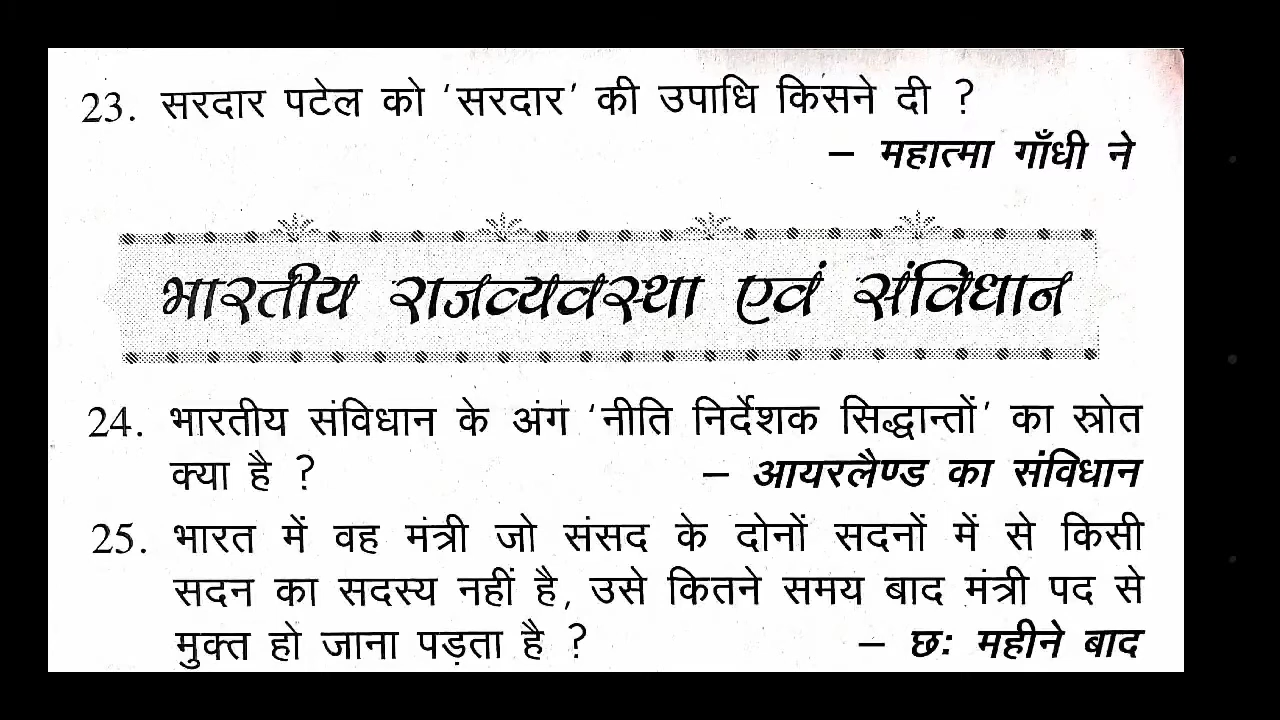 23. सरदार पटेल को 'सरदार' की उपाधि किसने दी ?
– महात्मा गाँधी ने
भारतीय राजव्यवस्था एवं संविधान
24. भारतीय संविधान के अंग 'नीति निर्देशक सिद्धान्तों' का स्रोत
क्या है ? – आयरलैण्ड का संविधान
25. भारत में वह मंत्री जो संसद के दोनों सदनों में से किसी
सदन का सदस्य नहीं है, उसे कितने समय बाद मंत्री पद से
मुक्त हो जाना पड़ता है ? – छः महीने बाद